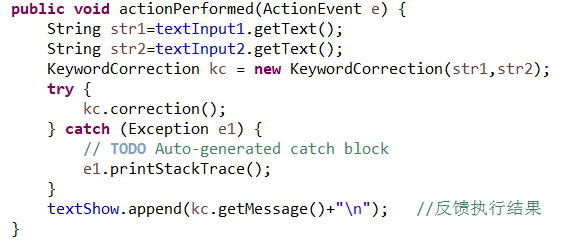 public void actionPerformed(ActionEvent e) {
    String str1=textInput1.getText();
    String str2=textInput2.getText();
    KeywordCorrection kc = new KeywordCorrection(str1,str2);
    try {
        kc.correction();
    } catch (Exception e1) {
        // TODO Auto-generated catch block
        e1.printStackTrace();
    }
    textShow.append(kc.getMessage()+"\n");   //反馈执行结果
}